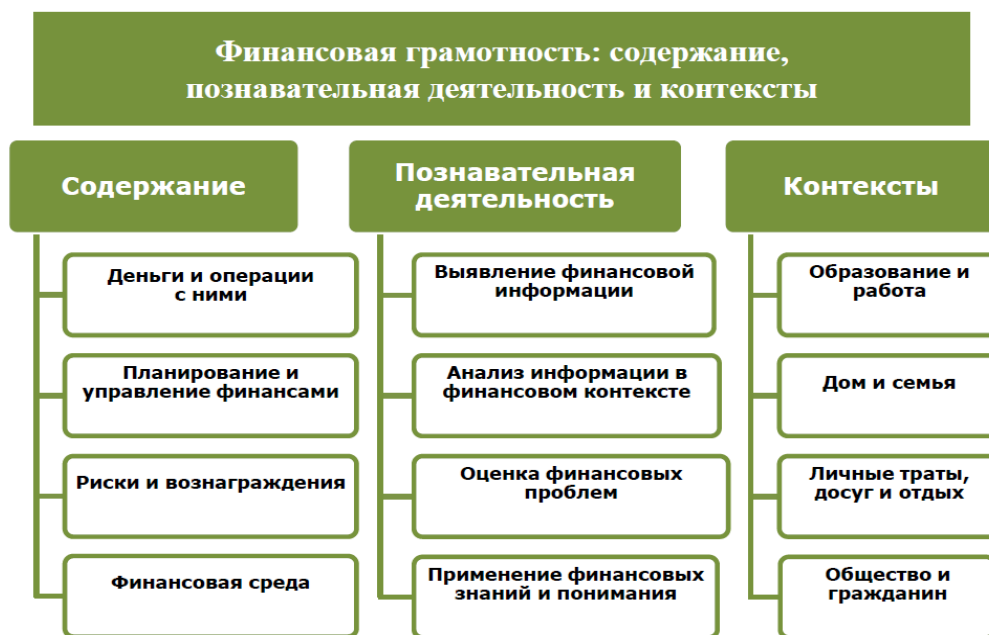 Финансовая грамотность: содержание,
познавательная деятельность и контексты
Содержание
Деньги и операции
с ними
Планирование и
управление финансами
Риски и вознаграждения
Финансовая среда
Познавательная
деятельность
Выявление финансовой
информации
Анализ информации в
финансовом контексте
Оценка финансовых
проблем
Применение финансовых
знаний и понимания
Контексты
Образование и
работа
Дом и семья
Личные траты,
досуг и отдых
Общество и
гражданин